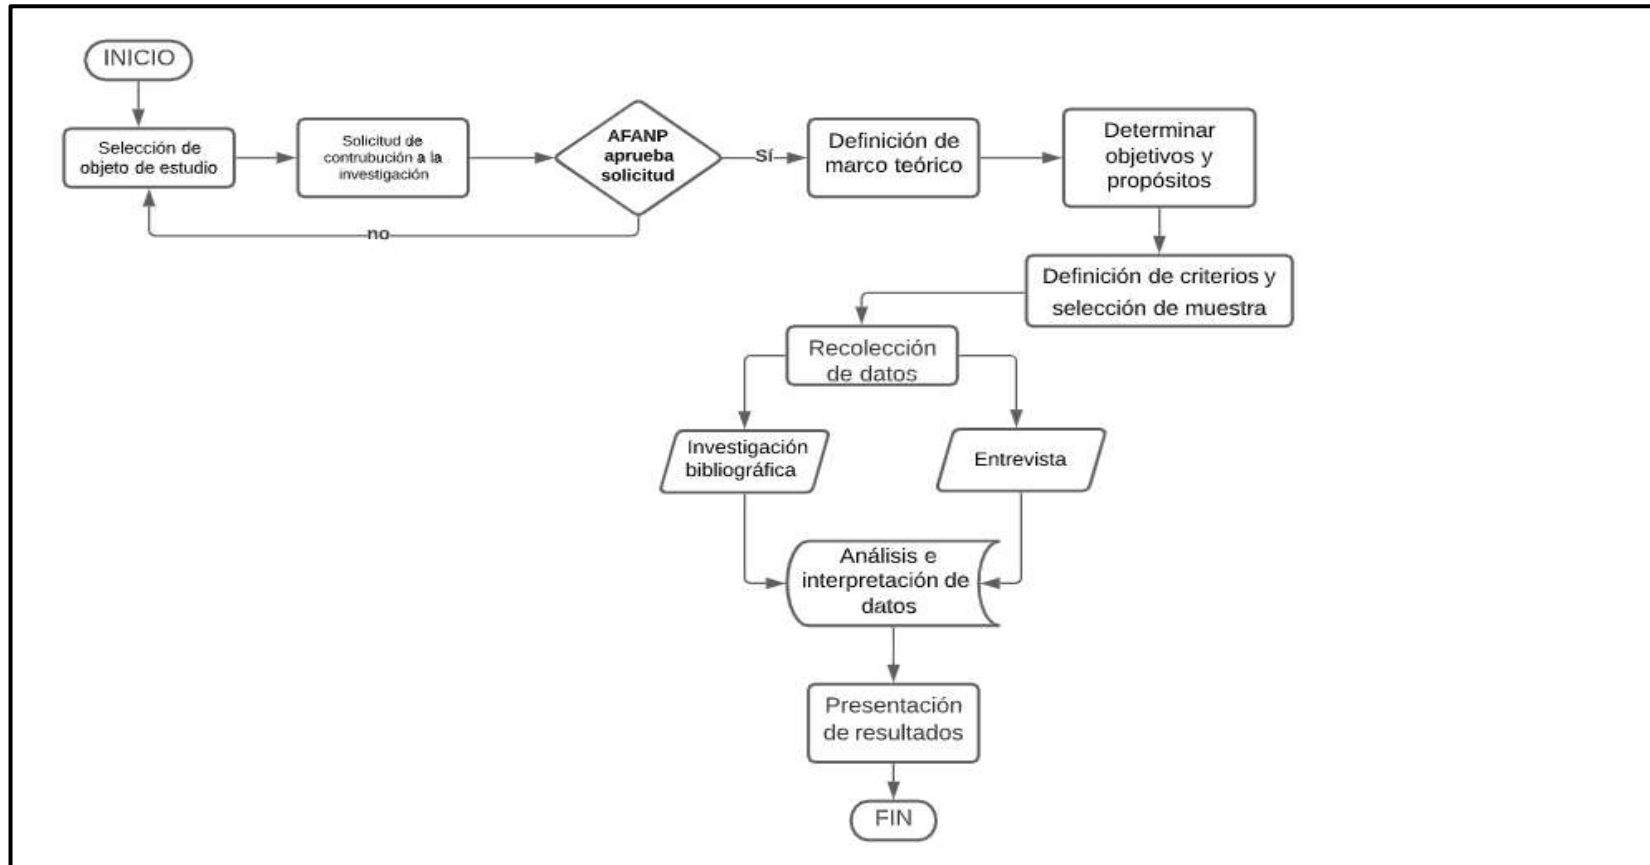 INICIO
Selección de
objeto de estudio
Solicitud de
contrubución a la
investigación
AFANP
aprueba
solicitud
Sí
no
Definición de
marco teórico
Determinar
objetivos y
propósitos
Definición de criterios y
selección de muestra
Recolección
de datos
Investigación
bibliográfica
Entrevista
Análisis e
interpretación de
datos
Presentación
de resultados
FIN